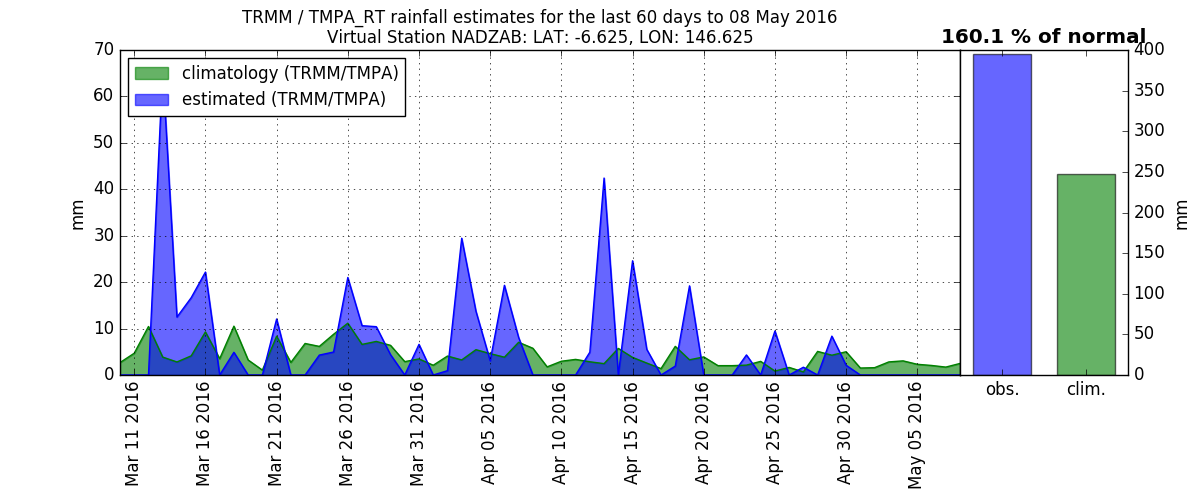 TRMM / TMPA_RT rainfall estimates for the last 60 days to 08 May 2016
Virtual Station NADZAB: LAT: -6.625, LON: 146.625
160.1 % of normal
climatology (TRMM/TMPA)
estimated (TRMM/TMPA)
70
60
50
40
30
20
10
0
mm
Mar 11 2016
Mar 16 2016
Mar 21 2016
Mar 26 2016
Mar 31 2016
Apr 05 2016
Apr 10 2016
Apr 15 2016
Apr 20 2016
Apr 25 2016
Apr 30 2016
May 05 2016
obs.
clim.
400
350
300
250
200
150
100
50
0
mm